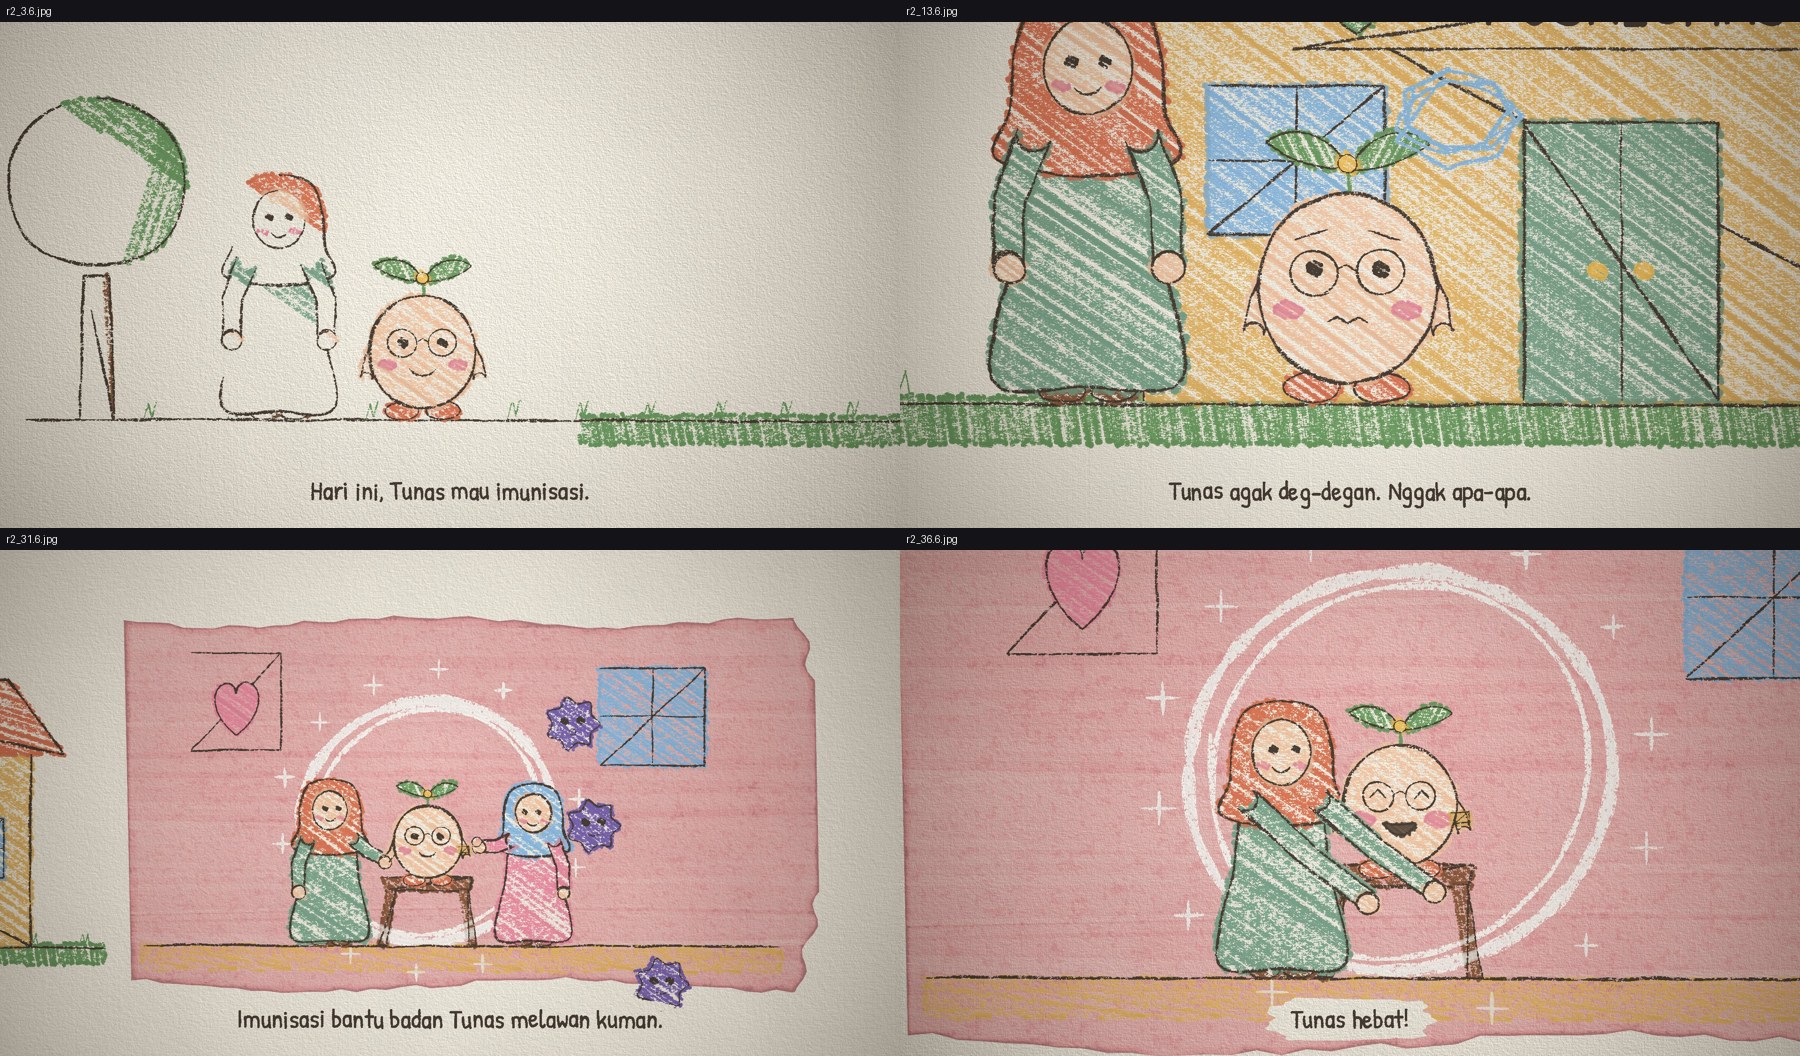 r2_3.6.jpg
r2_13.6.jpg
Hari ini, Tunas mau imunisasi.
Tunas agak deg-degan. Nggak apa-apa.
r2_31.6.jpg
r2_36.6.jpg
Imunisasi bantu badan Tunas melawan kuman.
Tunas hebat!